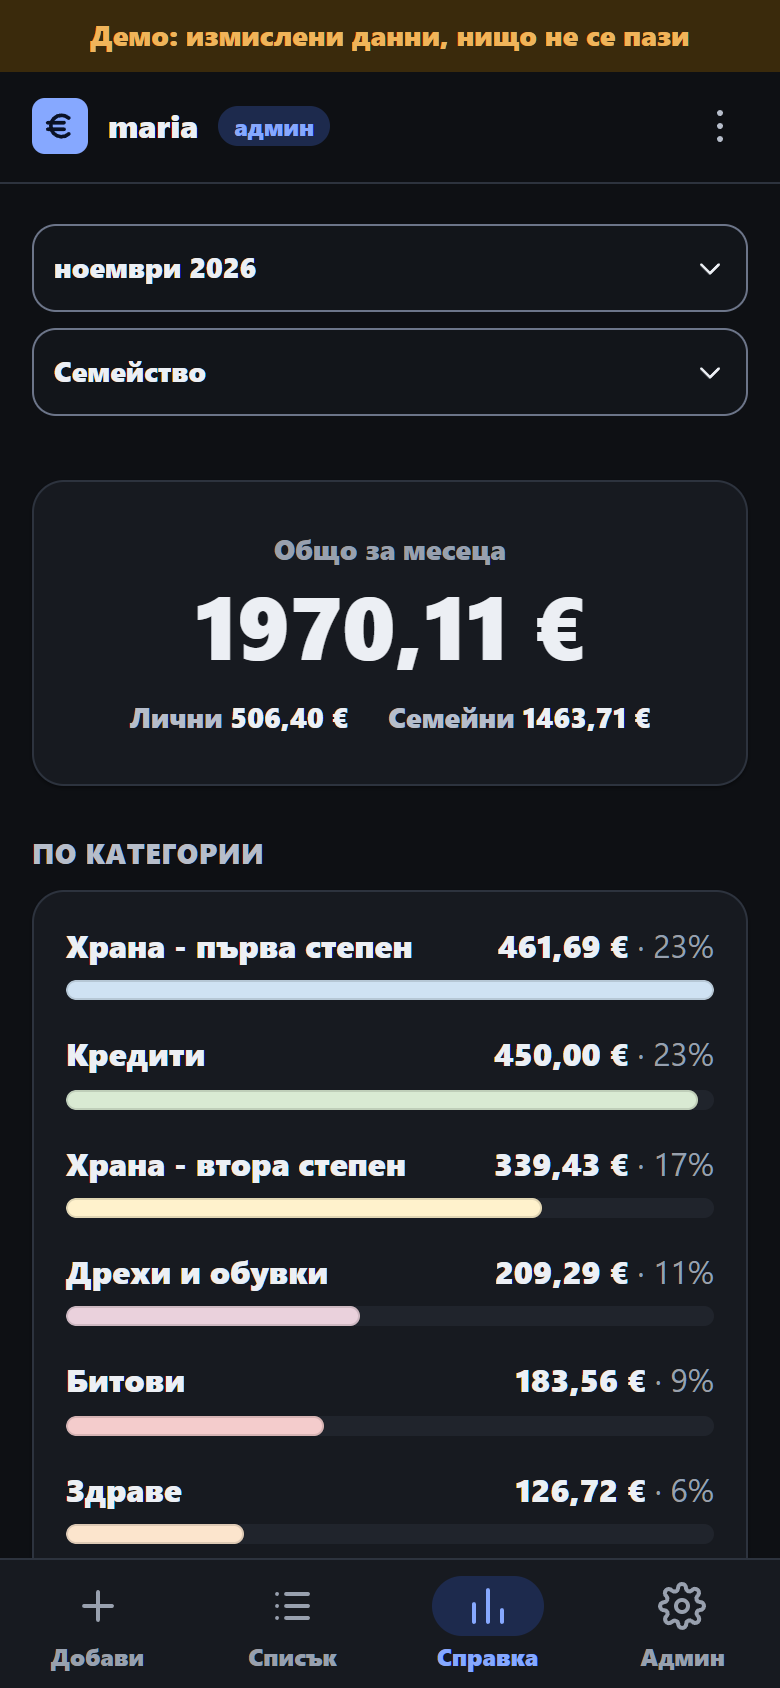 Демо: измислени данни, нищо не се пази
€ maria админ
ноември 2026
Семейство
Общо за месеца
1970,11 €
Лични 506,40 € Семейни 1463,71 €
ПО КАТЕГОРИИ
Храна - първа степен 461,69 € · 23%
Кредити 450,00 € · 23%
Храна - втора степен 339,43 € · 17%
Дрехи и обувки 209,29 € · 11%
Битови 183,56 € · 9%
Здраве 126,72 € · 6%
Добави Списък Справка Админ